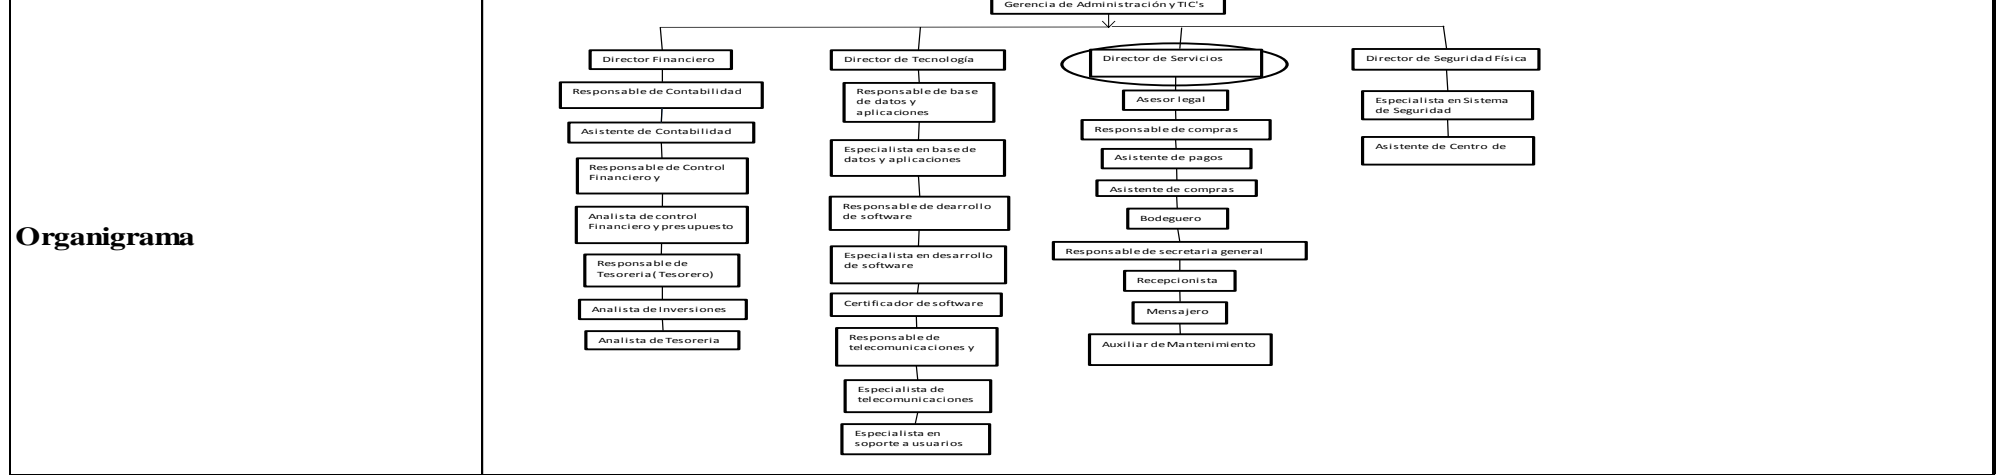 Organigrama
Gerencia de Administración y TIC's
Director Financiero
Responsable de Contabilidad
Asistente de Contabilidad
Responsable de Control
Financiero y
Analista de control
Financiero y presupuesto
Responsable de
Tesoreria( Tesorero)
Analista de Inversiones
Analista de Tesoreria
Director de Tecnología
Responsable de base
de datos y
aplicaciones
Especialista en base de
datos y aplicaciones
Responsable de dearrollo
de software
Especialista en desarrollo
de software
Certificador de software
Responsable de
telecomunicaciones y
Especialista de
telecomunicaciones
Especialista en
soporte a usuarios
Director de Servicios
Asesor legal
Responsable de compras
Asistente de pagos
Asistente de compras
Bodeguero
Responsable de secretaria general
Recepcionista
Mensajero
Auxiliar de Mantenimiento
Director de Seguridad Física
Especialista en Sistema
de Seguridad
Asistente de Centro de